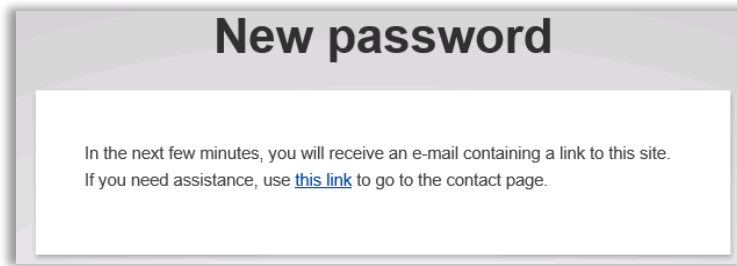 New password
In the next few minutes, you will receive an e-mail containing a link to this site.
If you need assistance, use this link to go to the contact page.